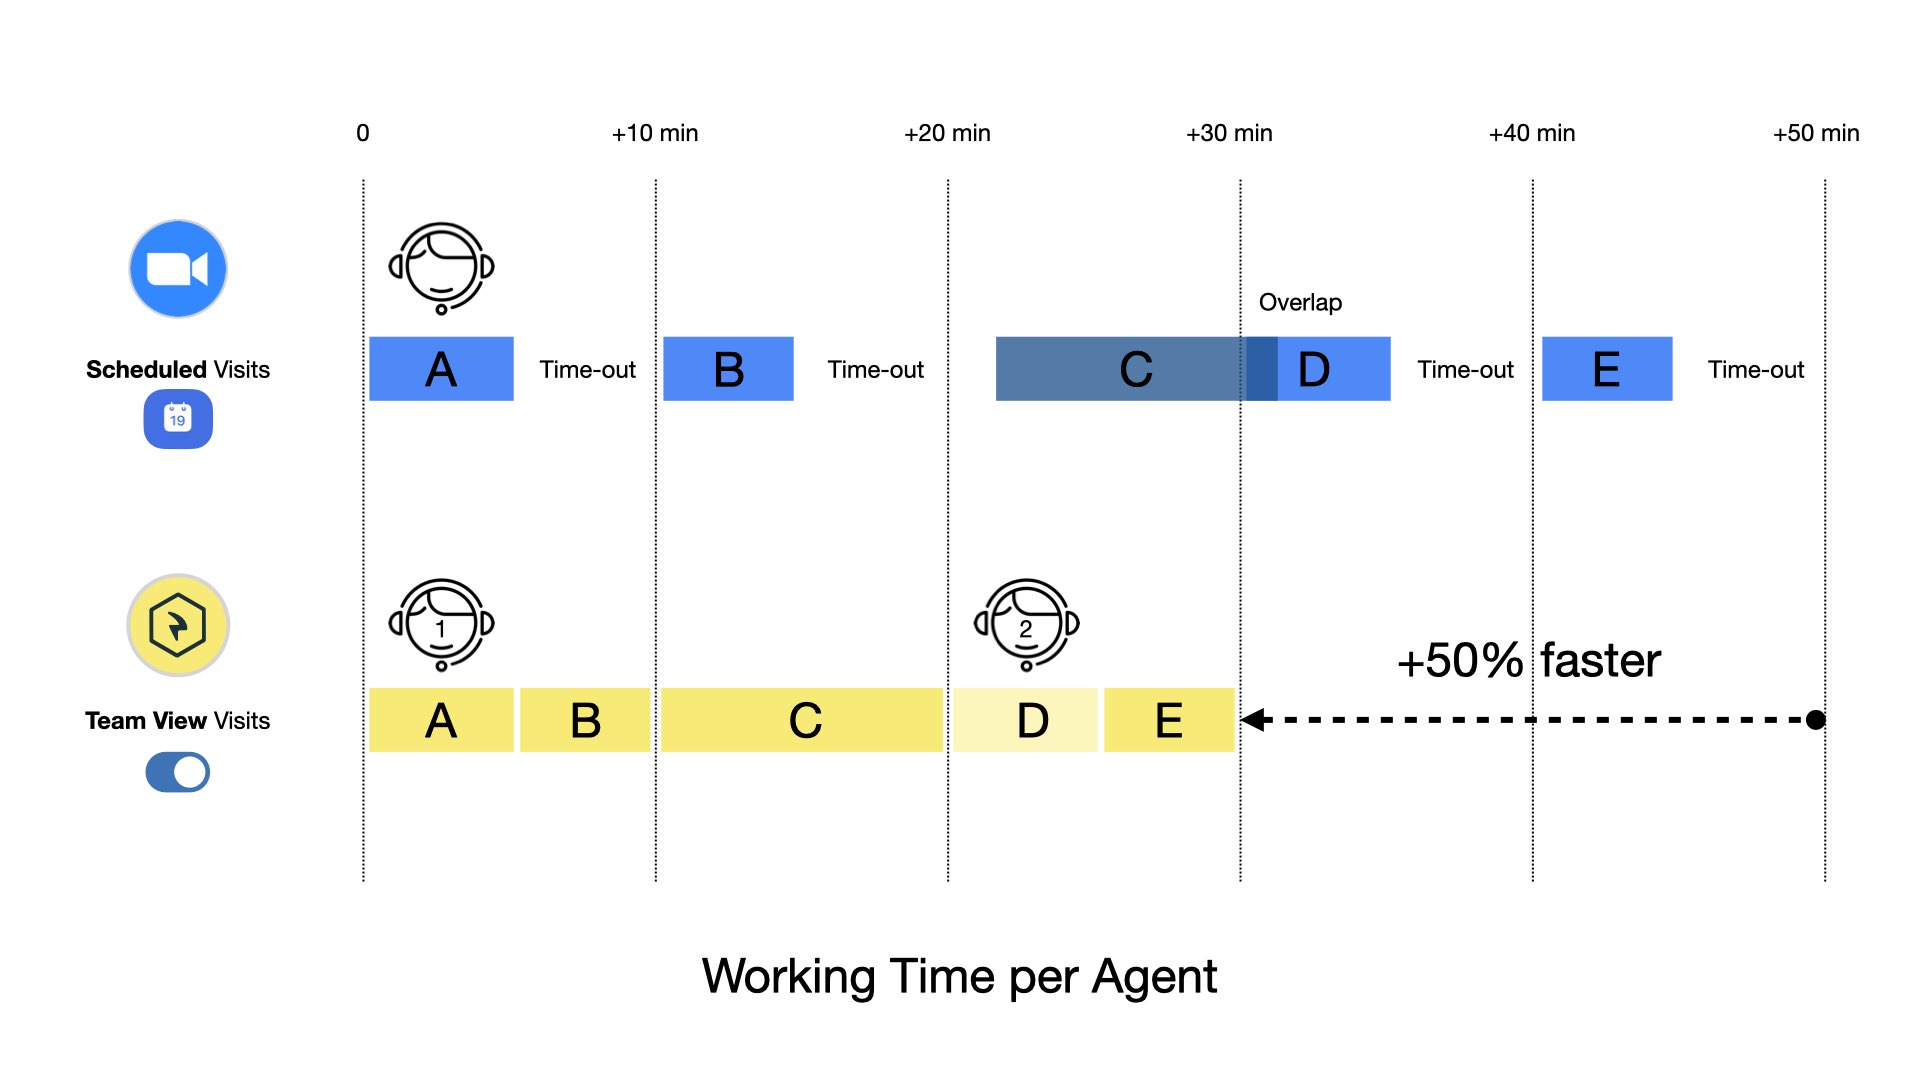 0
+10 min
+20 min
+30 min
+40 min
+50 min
Overlap
Scheduled Visits
19
A
Time-out
B
Time-out
C
D
Time-out
E
Time-out
1
2
+50% faster
Team View Visits
A
B
C
D
E
Working Time per Agent